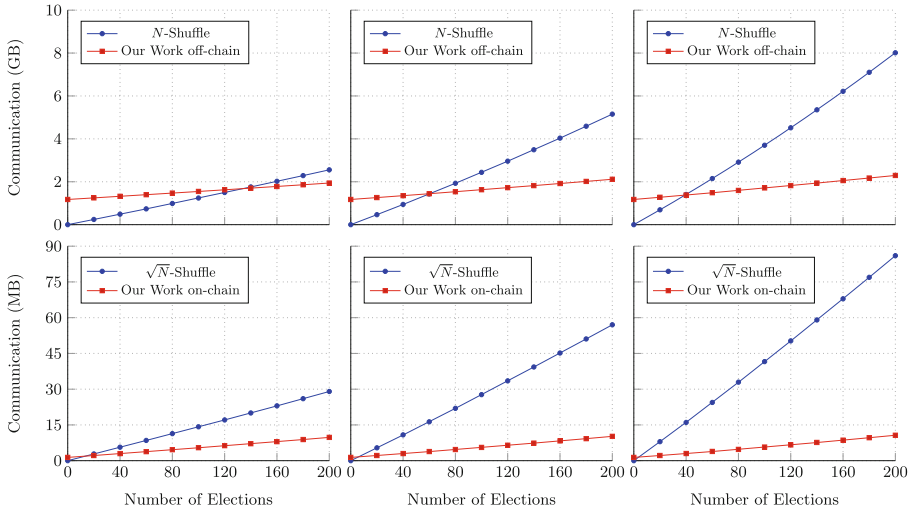 Communication (GB)
10
8
6
4
2
0
N-Shuffle
Our Work off-chain
N-Shuffle
Our Work off-chain
N-Shuffle
Our Work off-chain
Communication (MB)
90
75
60
45
30
15
0
√N-Shuffle
Our Work on-chain
√N-Shuffle
Our Work on-chain
√N-Shuffle
Our Work on-chain
0 40 80 120 160 200
0 40 80 120 160 200
0 40 80 120 160 200
Number of Elections
Number of Elections
Number of Elections